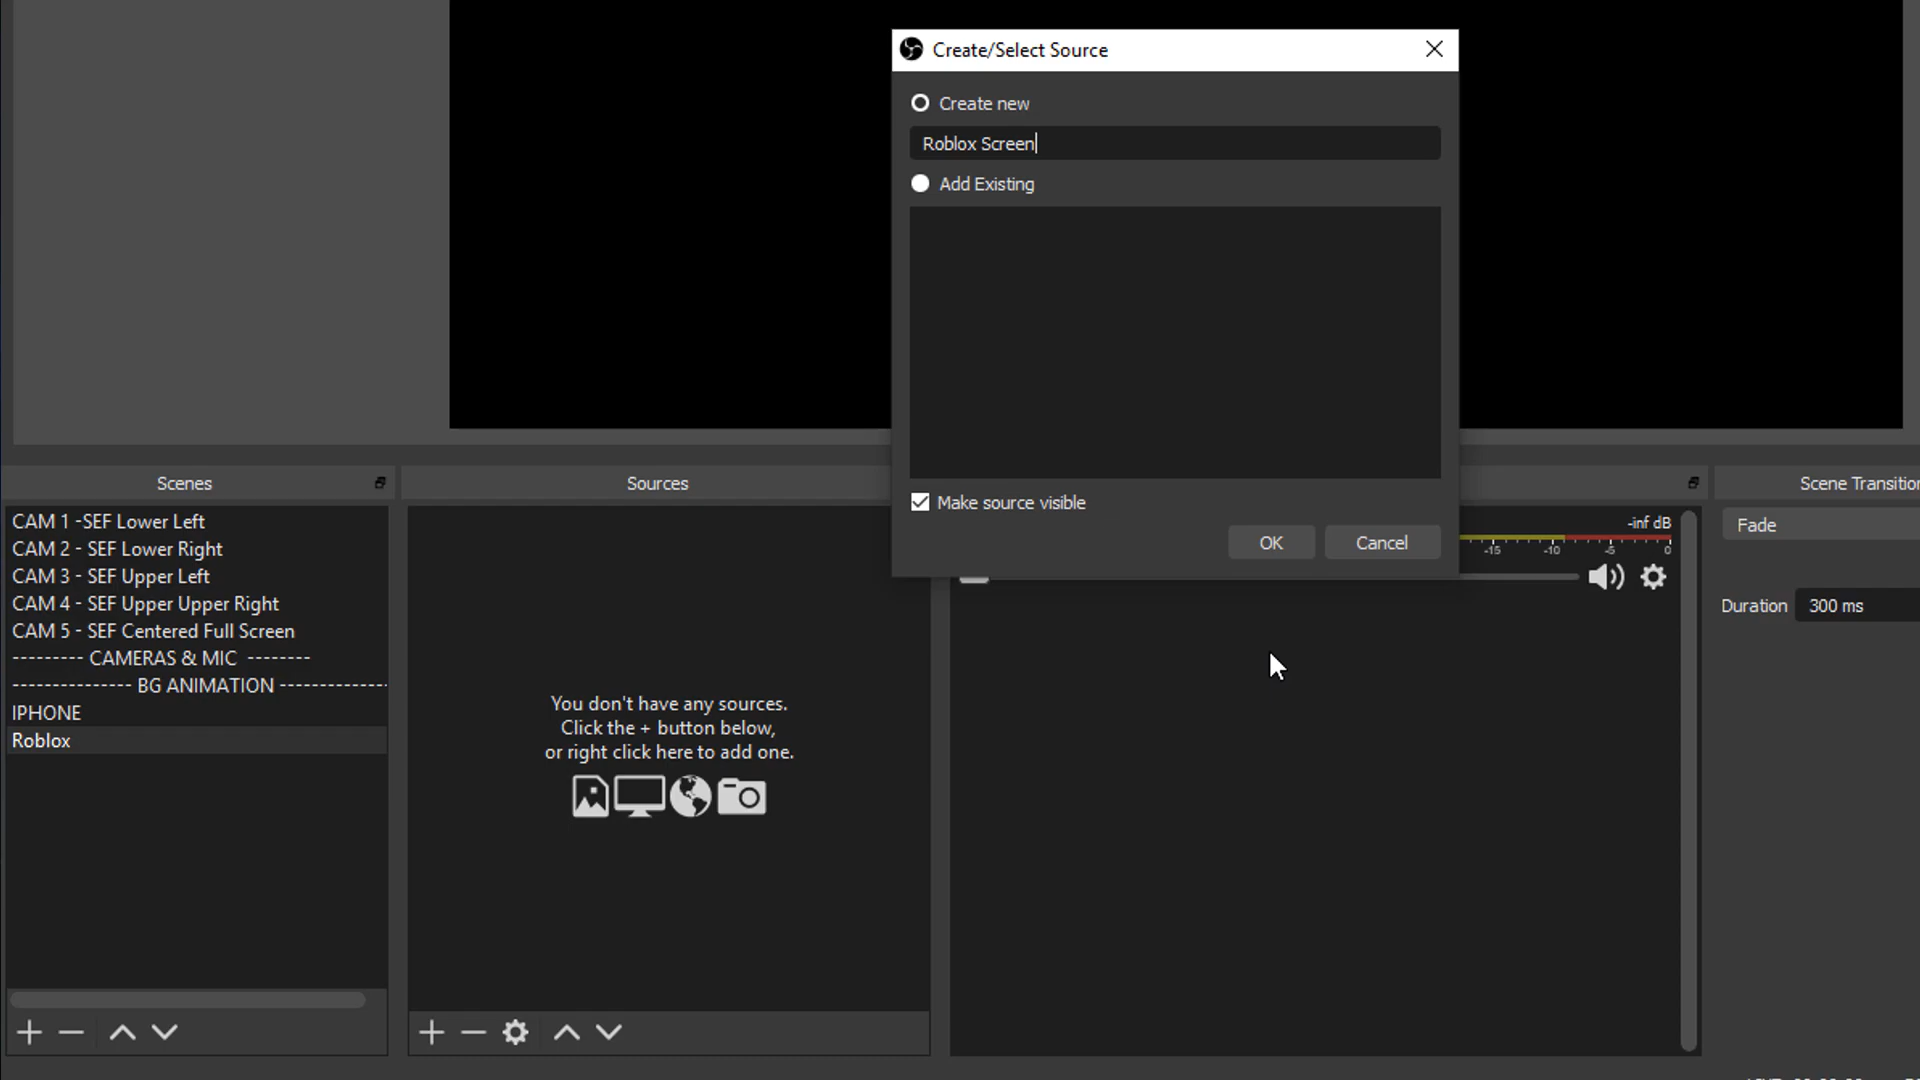 Create/Select Source
Create new
Roblox Screen
Add Existing
Make source visible
OK
Cancel
Scenes
Sources
Scene Transition
CAM 1 -SEF Lower Left
CAM 2 - SEF Lower Right
CAM 3 - SEF Upper Left
CAM 4 - SEF Upper Upper Right
CAM 5 - SEF Centered Full Screen
--------- CAMERAS & MIC --------
--------------- BG ANIMATION -------------
IPHONE
Roblox
You don't have any sources.
Click the + button below,
or right click here to add one.
-inf dB
-15 -10 -5 0
Fade
Duration 300 ms